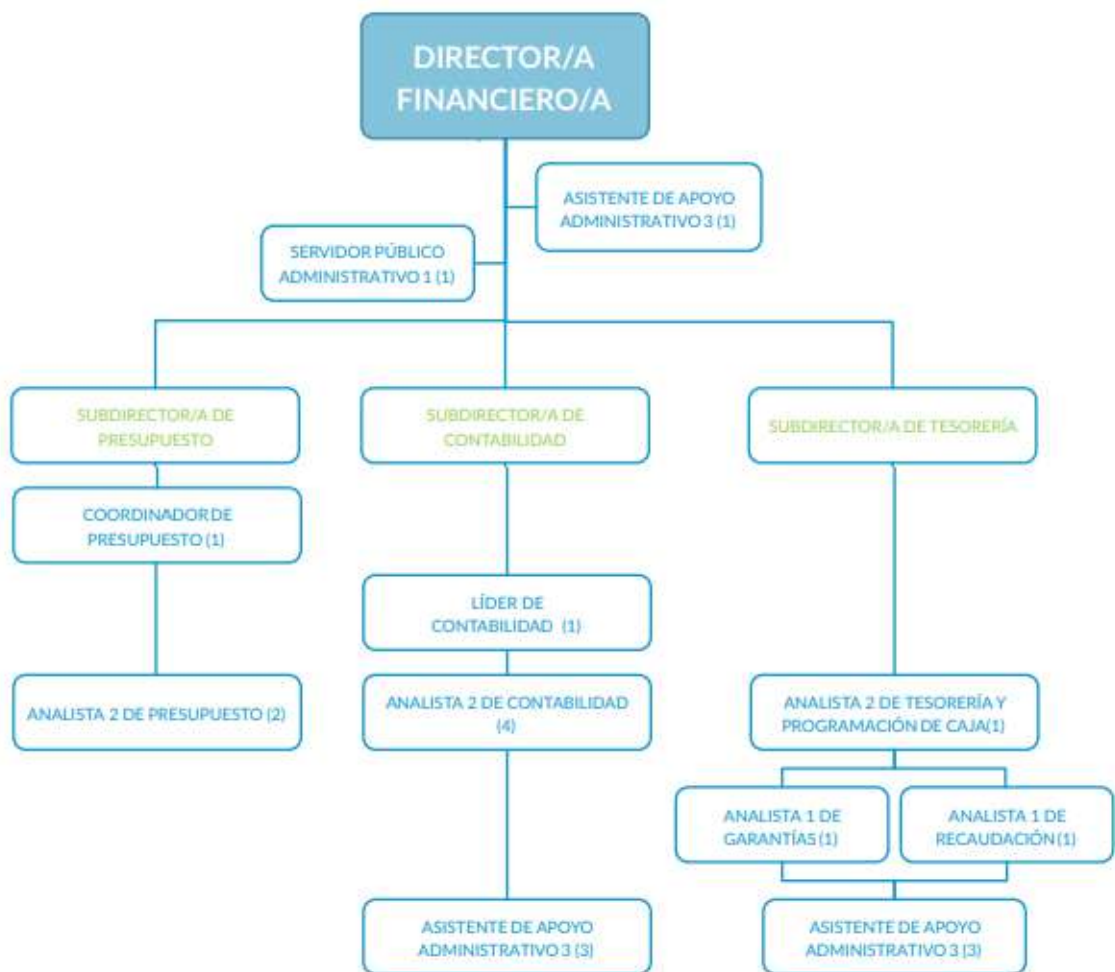 DIRECTOR/A
FINANCIERO/A
ASISTENTE DE APOYO
ADMINISTRATIVO 3 (1)
SERVIDOR PÚBLICO
ADMINISTRATIVO 1 (1)
SUBDIRECTOR/A DE
PRESUPUESTO
SUBDIRECTOR/A DE
CONTABILIDAD
SUBDIRECTOR/A DE TESORERÍA
COORDINADOR DE
PRESUPUESTO (1)
LÍDER DE
CONTABILIDAD (1)
ANALISTA 2 DE PRESUPUESTO (2)
ANALISTA 2 DE CONTABILIDAD
(4)
ANALISTA 2 DE TESORERÍA Y
PROGRAMACIÓN DE CAJA(1)
ANALISTA 1 DE
GARANTÍAS (1)
ANALISTA 1 DE
RECAUDACIÓN (1)
ASISTENTE DE APOYO
ADMINISTRATIVO 3 (3)
ASISTENTE DE APOYO
ADMINISTRATIVO 3 (3)